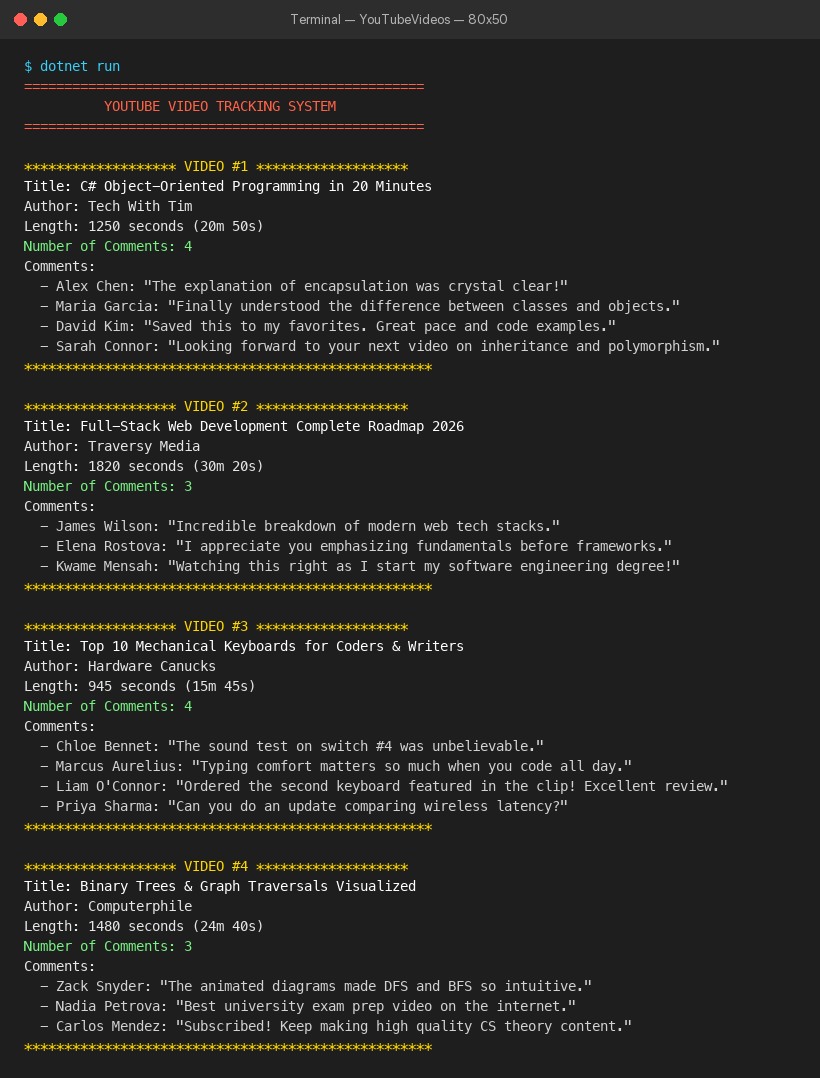 Terminal — YouTubeVideos — 80x50
$ dotnet run
==================================================
          YOUTUBE VIDEO TRACKING SYSTEM
==================================================

******************* VIDEO #1 *******************
Title: C# Object-Oriented Programming in 20 Minutes
Author: Tech With Tim
Length: 1250 seconds (20m 50s)
Number of Comments: 4
Comments:
  - Alex Chen: "The explanation of encapsulation was crystal clear!"
  - Maria Garcia: "Finally understood the difference between classes and objects."
  - David Kim: "Saved this to my favorites. Great pace and code examples."
  - Sarah Connor: "Looking forward to your next video on inheritance and polymorphism."
***************************************************

******************* VIDEO #2 *******************
Title: Full-Stack Web Development Complete Roadmap 2026
Author: Traversy Media
Length: 1820 seconds (30m 20s)
Number of Comments: 3
Comments:
  - James Wilson: "Incredible breakdown of modern web tech stacks."
  - Elena Rostova: "I appreciate you emphasizing fundamentals before frameworks."
  - Kwame Mensah: "Watching this right as I start my software engineering degree!"
***************************************************

******************* VIDEO #3 *******************
Title: Top 10 Mechanical Keyboards for Coders & Writers
Author: Hardware Canucks
Length: 945 seconds (15m 45s)
Number of Comments: 4
Comments:
  - Chloe Bennet: "The sound test on switch #4 was unbelievable."
  - Marcus Aurelius: "Typing comfort matters so much when you code all day."
  - Liam O'Connor: "Ordered the second keyboard featured in the clip! Excellent review."
  - Priya Sharma: "Can you do an update comparing wireless latency?"
***************************************************

******************* VIDEO #4 *******************
Title: Binary Trees & Graph Traversals Visualized
Author: Computerphile
Length: 1480 seconds (24m 40s)
Number of Comments: 3
Comments:
  - Zack Snyder: "The animated diagrams made DFS and BFS so intuitive."
  - Nadia Petrova: "Best university exam prep video on the internet."
  - Carlos Mendez: "Subscribed! Keep making high quality CS theory content."
***************************************************